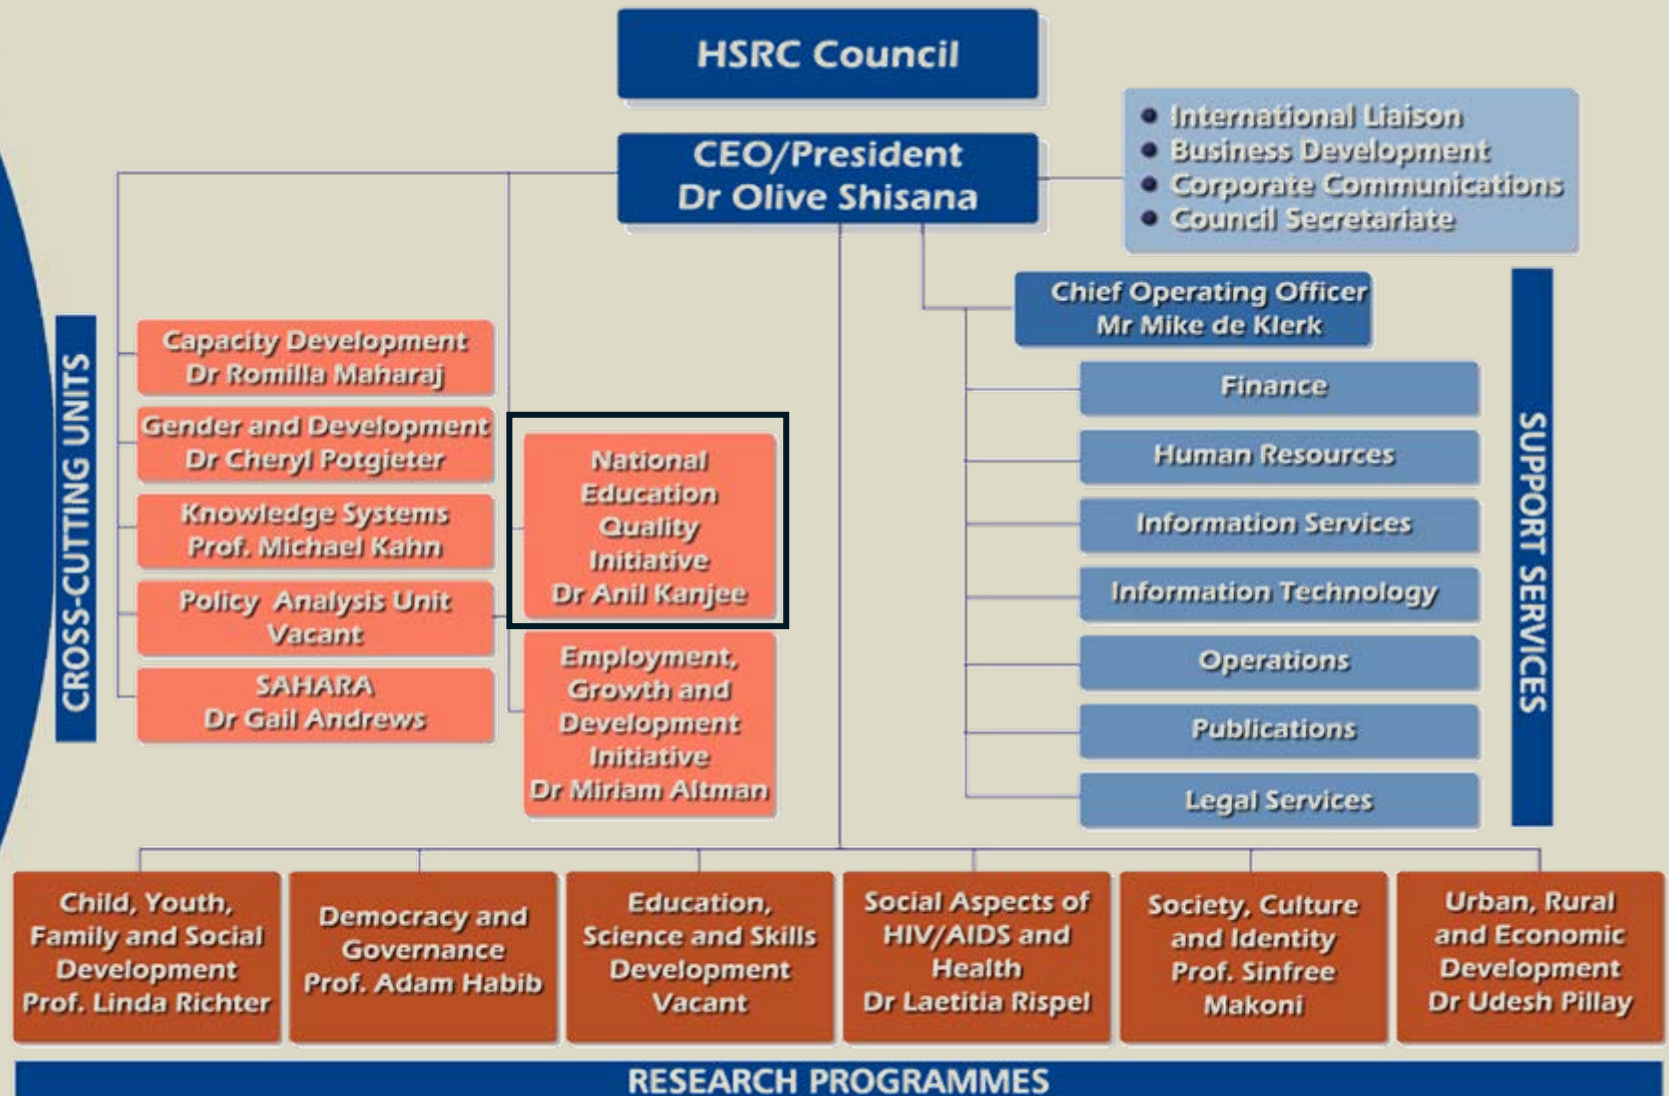 HSRC Council
CEO/President
Dr Olive Shisana
• International Liaison
• Business Development
• Corporate Communications
• Council Secretariate
Chief Operating Officer
Mr Mike de Klerk
CROSS-CUTTING UNITS
Capacity Development
Dr Romilla Maharaj
Gender and Development
Dr Cheryl Potgieter
Knowledge Systems
Prof. Michael Kahn
Policy Analysis Unit
Vacant
SAHARA
Dr Gail Andrews
National
Education
Quality
Initiative
Dr Anil Kanjee
Employment,
Growth and
Development
Initiative
Dr Miriam Altman
Finance
Human Resources
Information Services
Information Technology
Operations
Publications
Legal Services
SUPPORT SERVICES
Child, Youth,
Family and Social
Development
Prof. Linda Richter
Democracy and
Governance
Prof. Adam Habib
Education,
Science and Skills
Development
Vacant
Social Aspects of
HIV/AIDS and
Health
Dr Laetitia Rispel
Society, Culture
and Identity
Prof. Sinfree
Makoni
Urban, Rural
and Economic
Development
Dr Udesh Pillay
RESEARCH PROGRAMMES